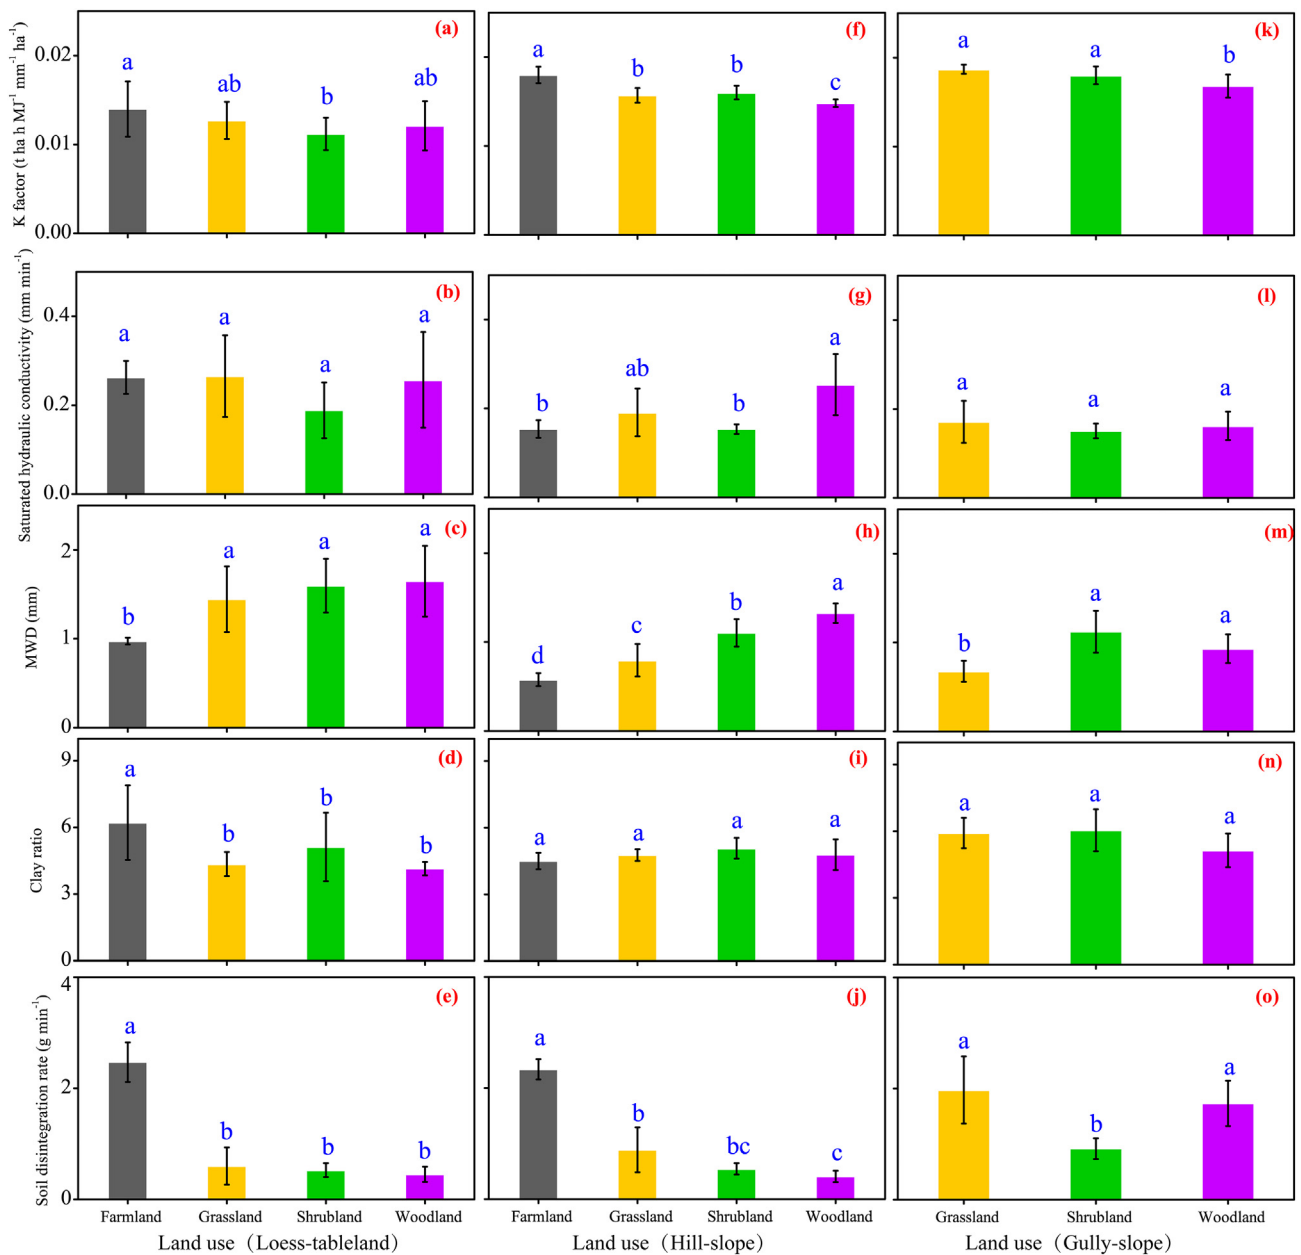 K factor (t ha h MJ⁻¹ mm⁻¹ ha⁻¹)
0.02
0.01
0.00
(a)
a
ab
b
ab
(f)
a
b
b
c
(k)
a
a
b
Saturated hydraulic conductivity (mm min⁻¹)
0.4
0.2
0.0
(b)
a
a
a
a
(g)
b
ab
b
a
(l)
a
a
a
MWD (mm)
2
1
0
(c)
b
a
a
a
(h)
d
c
b
a
(m)
b
a
a
Clay ratio
9
6
3
0
(d)
a
b
b
b
(i)
a
a
a
a
(n)
a
a
a
Soil disintegration rate (g min⁻¹)
4
2
0
(e)
a
b
b
b
(j)
a
b
bc
c
(o)
a
b
a
Farmland Grassland Shrubland Woodland
Land use（Loess-tableland）
Farmland Grassland Shrubland Woodland
Land use（Hill-slope）
Grassland Shrubland Woodland
Land use（Gully-slope）